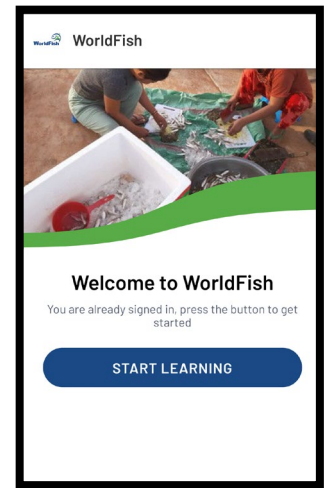 WorldFish WorldFish
Welcome to WorldFish
You are already signed in, press the button to get
started
START LEARNING